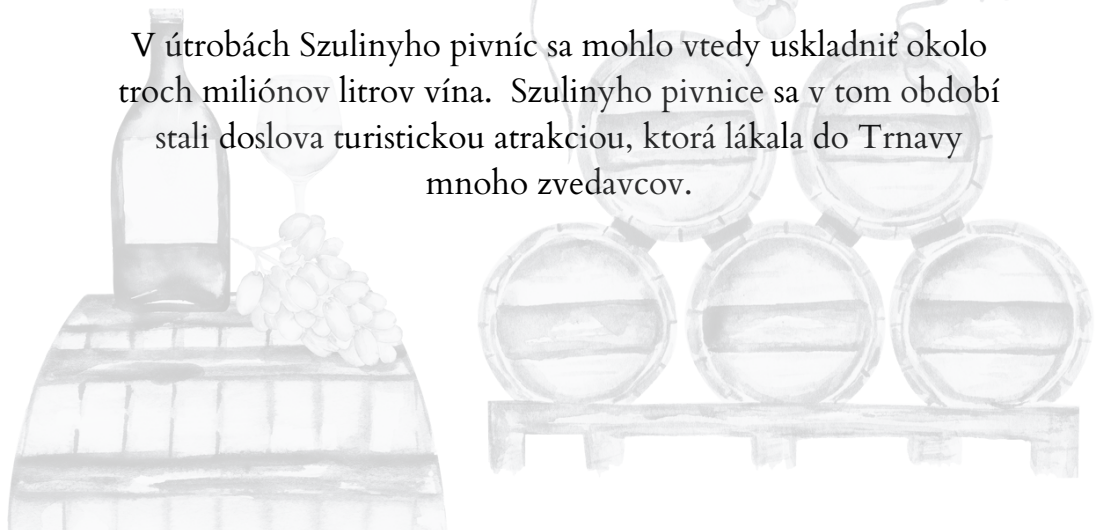 V útrobách Szulinyho pivníc sa mohlo vtedy uskladniť okolo
troch miliónov litrov vína.  Szulinyho pivnice sa v tom období
stali doslova turistickou atrakciou, ktorá lákala do Trnavy
mnoho zvedavcov.